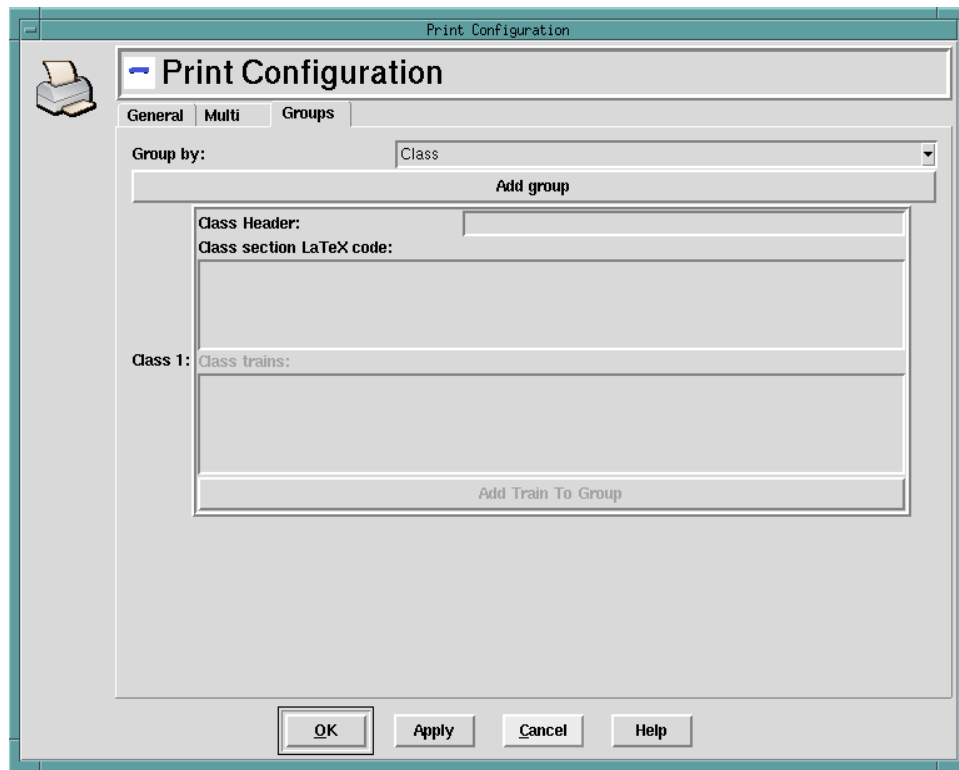 Print Configuration
Print Configuration
General Multi Groups
Group by: Class
Add group
Class Header:
Class section LaTeX code:
Class 1: Class trains:
Add Train To Group
OK Apply Cancel Help